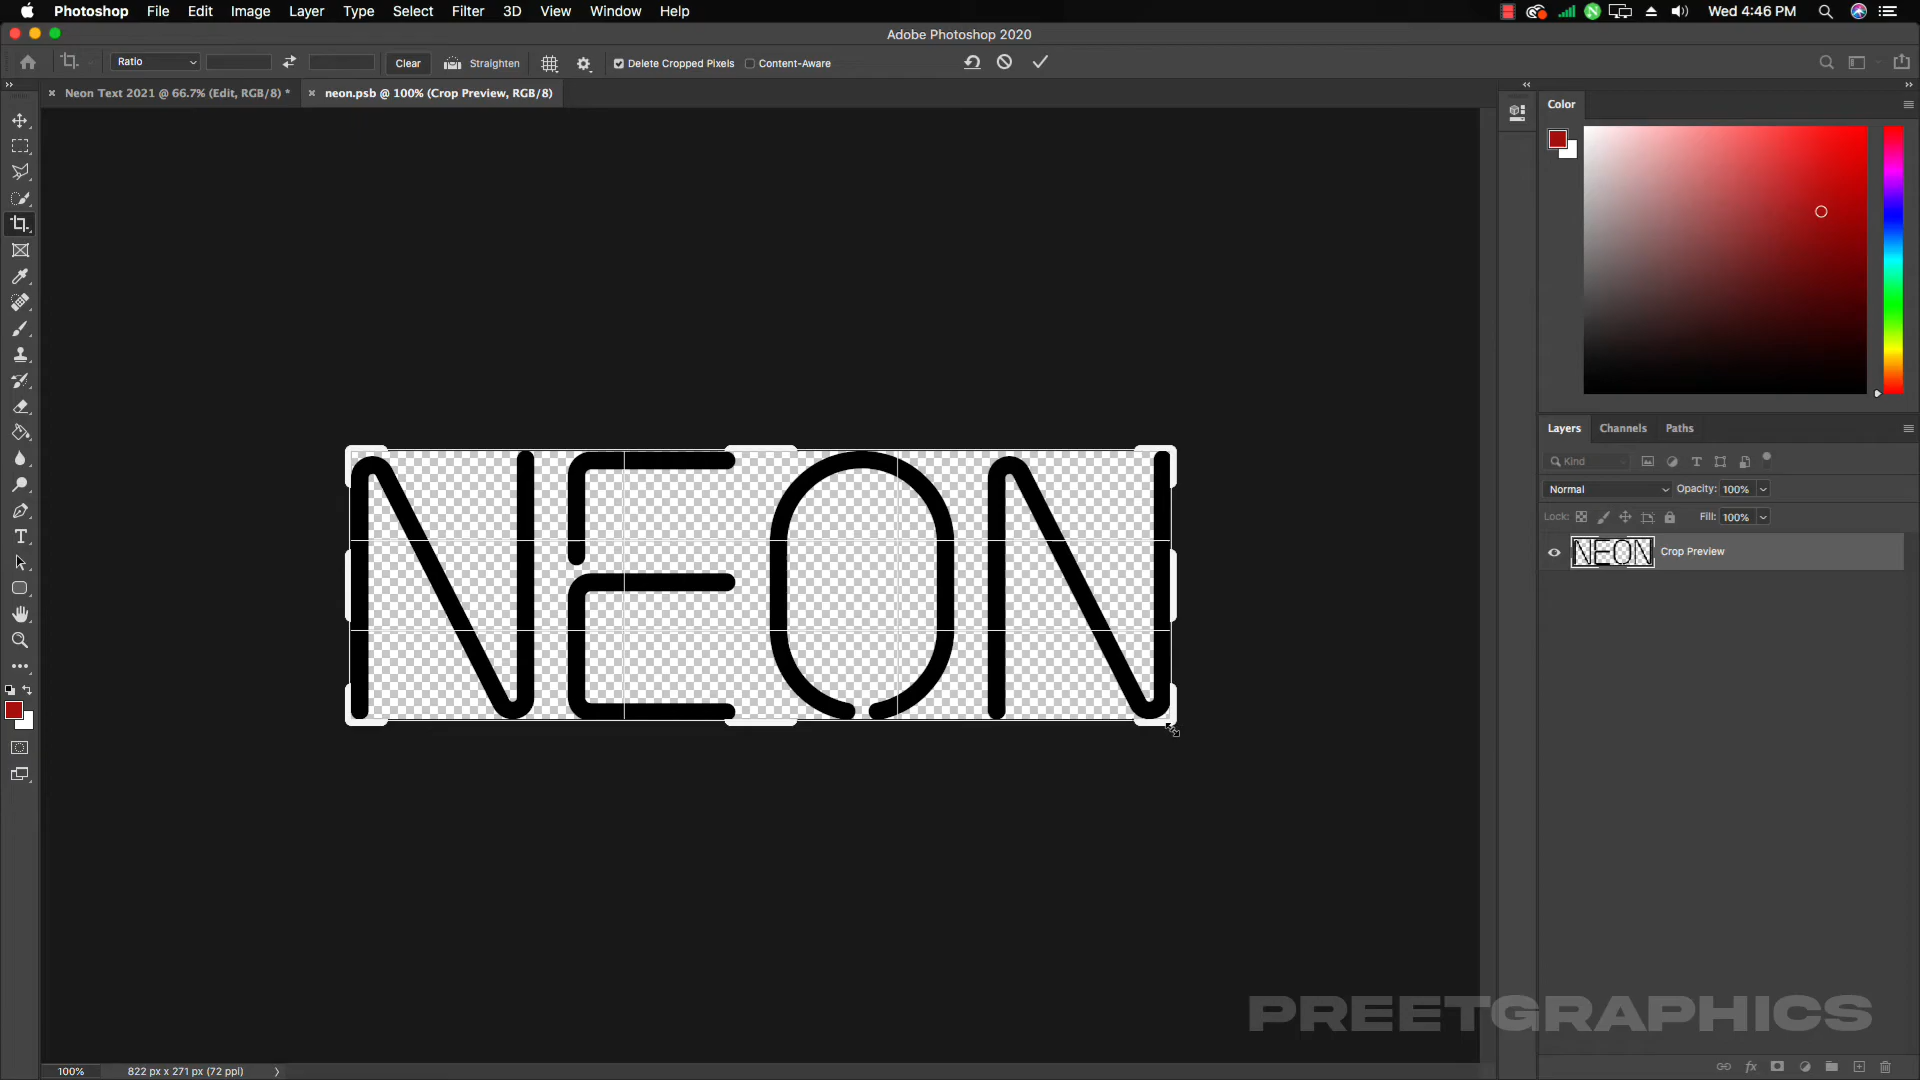 Photoshop File Edit Image Layer Type Select Filter 3D View Window Help Wed 4:46 PM
Adobe Photoshop 2020
Ratio Clear Straighten Delete Cropped Pixels Content-Aware
Neon Text 2021 @ 66.7% (Edit, RGB/8) * neon.psb @ 100% (Crop Preview, RGB/8)
Color
NEON
Layers Channels Paths
Kind
Normal Opacity: 100%
Lock: Fill: 100%
NEON Crop Preview
PREETGRAPHICS
100% 822 px x 271 px (72 ppi)